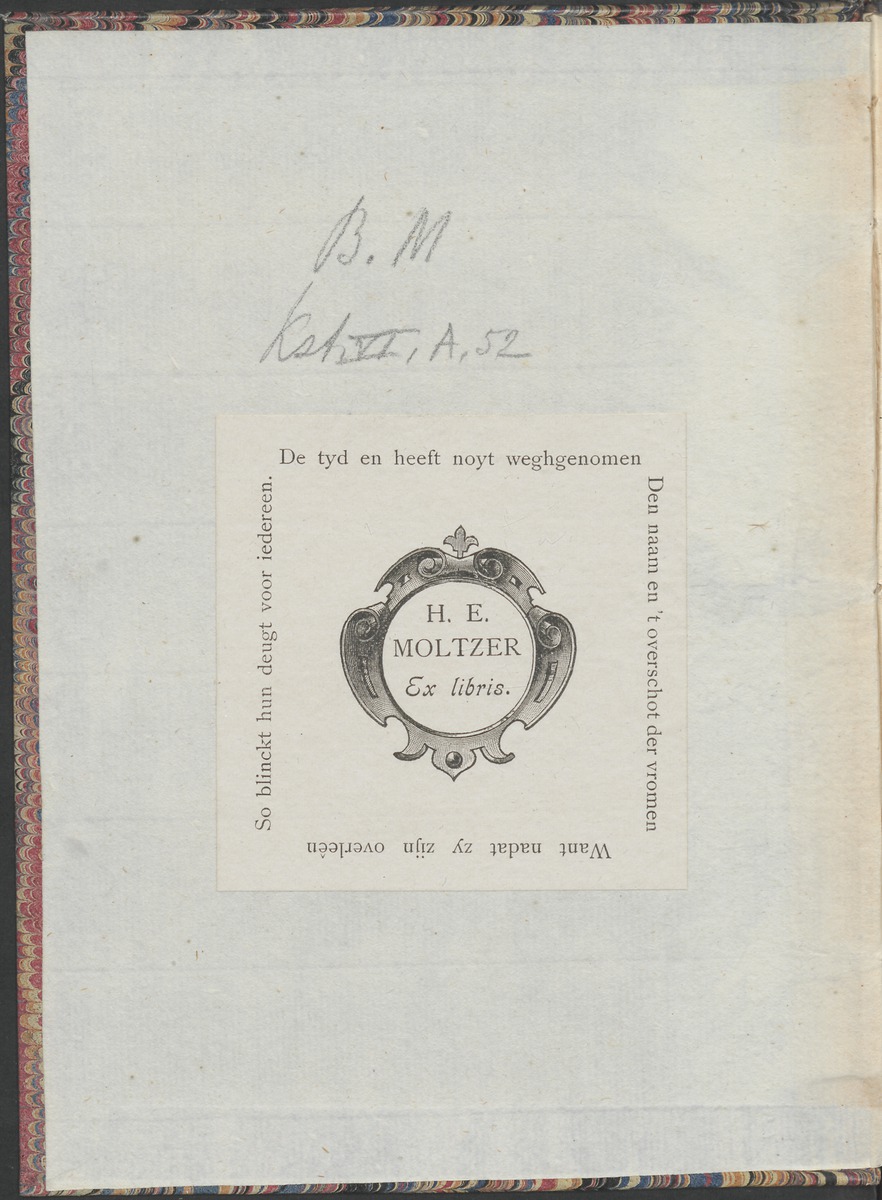 B. M
Kst. VI, A, 52
De tyd en heeft noyt weghgenomen
Den naam en 't overschot der vromen
Want nadat zy zijn overleên
So blinckt hun deugt voor iedereen.
H. E.
MOLTZER
Ex libris.